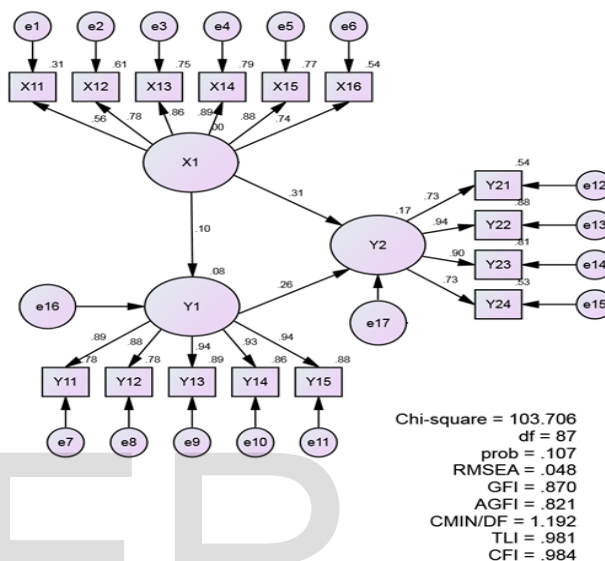 e1 e2 e3 e4 e5 e6
.31 .61 .75 .79 .77 .54
X11 X12 X13 X14 X15 X16
.56 .78 .86 .89 .88 .74
.00
X1
.31
.10
.54
Y21 e12
.73
.88
.17 .94 Y22 e13
Y2
.81
.90 Y23 e14
.73 .53
Y24 e15
.26
e17
.08
e16 Y1
.89 .88 .94 .93 .94
.78 .78 .89 .86 .88
Y11 Y12 Y13 Y14 Y15
e7 e8 e9 e10 e11
Chi-square = 103.706
df = 87
prob = .107
RMSEA = .048
GFI = .870
AGFI = .821
CMIN/DF = 1.192
TLI = .981
CFI = .984